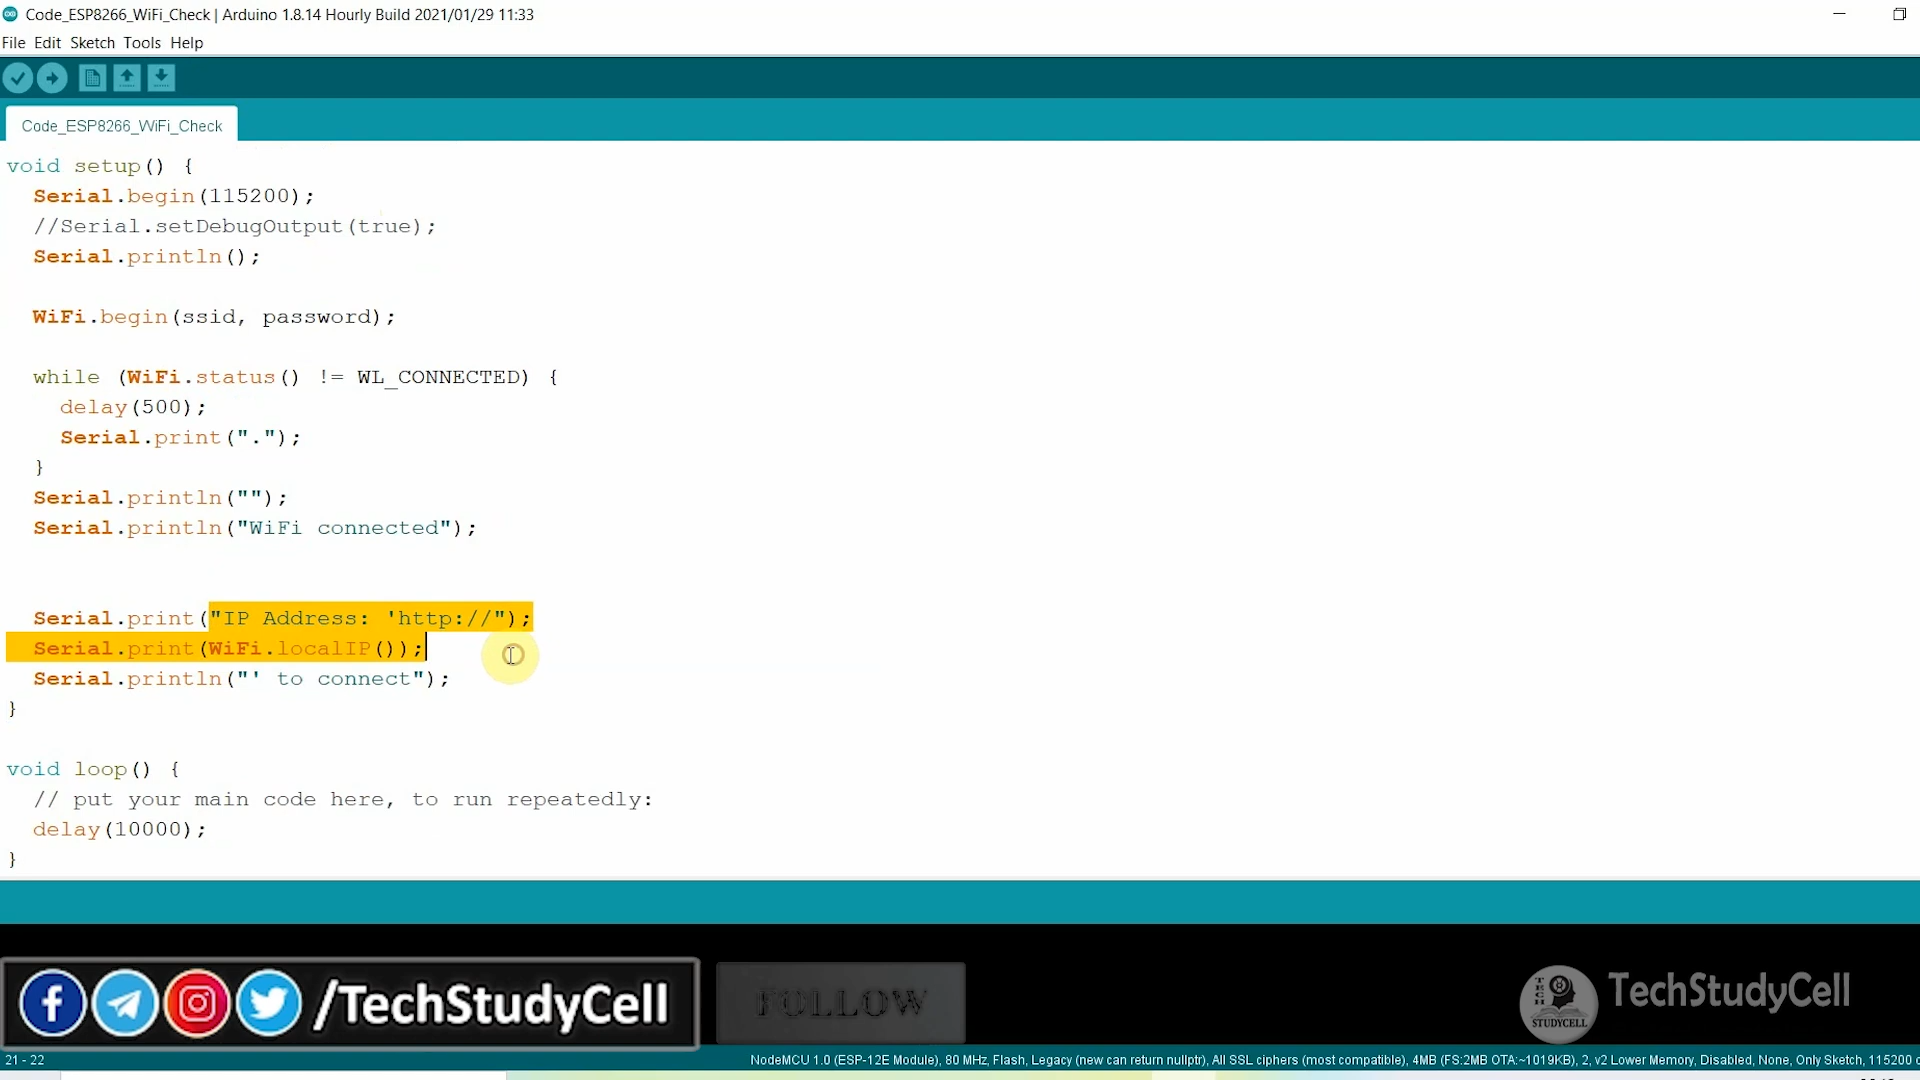 Code_ESP8266_WiFi_Check | Arduino 1.8.14 Hourly Build 2021/01/29 11:33
File Edit Sketch Tools Help
Code_ESP8266_WiFi_Check
void setup() {
  Serial.begin(115200);
  //Serial.setDebugOutput(true);
  Serial.println();
  WiFi.begin(ssid, password);
  while (WiFi.status() != WL_CONNECTED) {
    delay(500);
    Serial.print(".");
  }
  Serial.println("");
  Serial.println("WiFi connected");
  Serial.print("IP Address: 'http://");
  Serial.print(WiFi.localIP());
  Serial.println("' to connect");
}
void loop() {
  // put your main code here, to run repeatedly:
  delay(10000);
}
/TechStudyCell
FOLLOW
TECH
STUDYCELL
TechStudyCell
21 - 22
NodeMCU 1.0 (ESP-12E Module), 80 MHz, Flash, Legacy (new can return nullptr), All SSL ciphers (most compatible), 4MB (FS:2MB OTA:~1019KB), 2, v2 Lower Memory, Disabled, None, Only Sketch, 115200